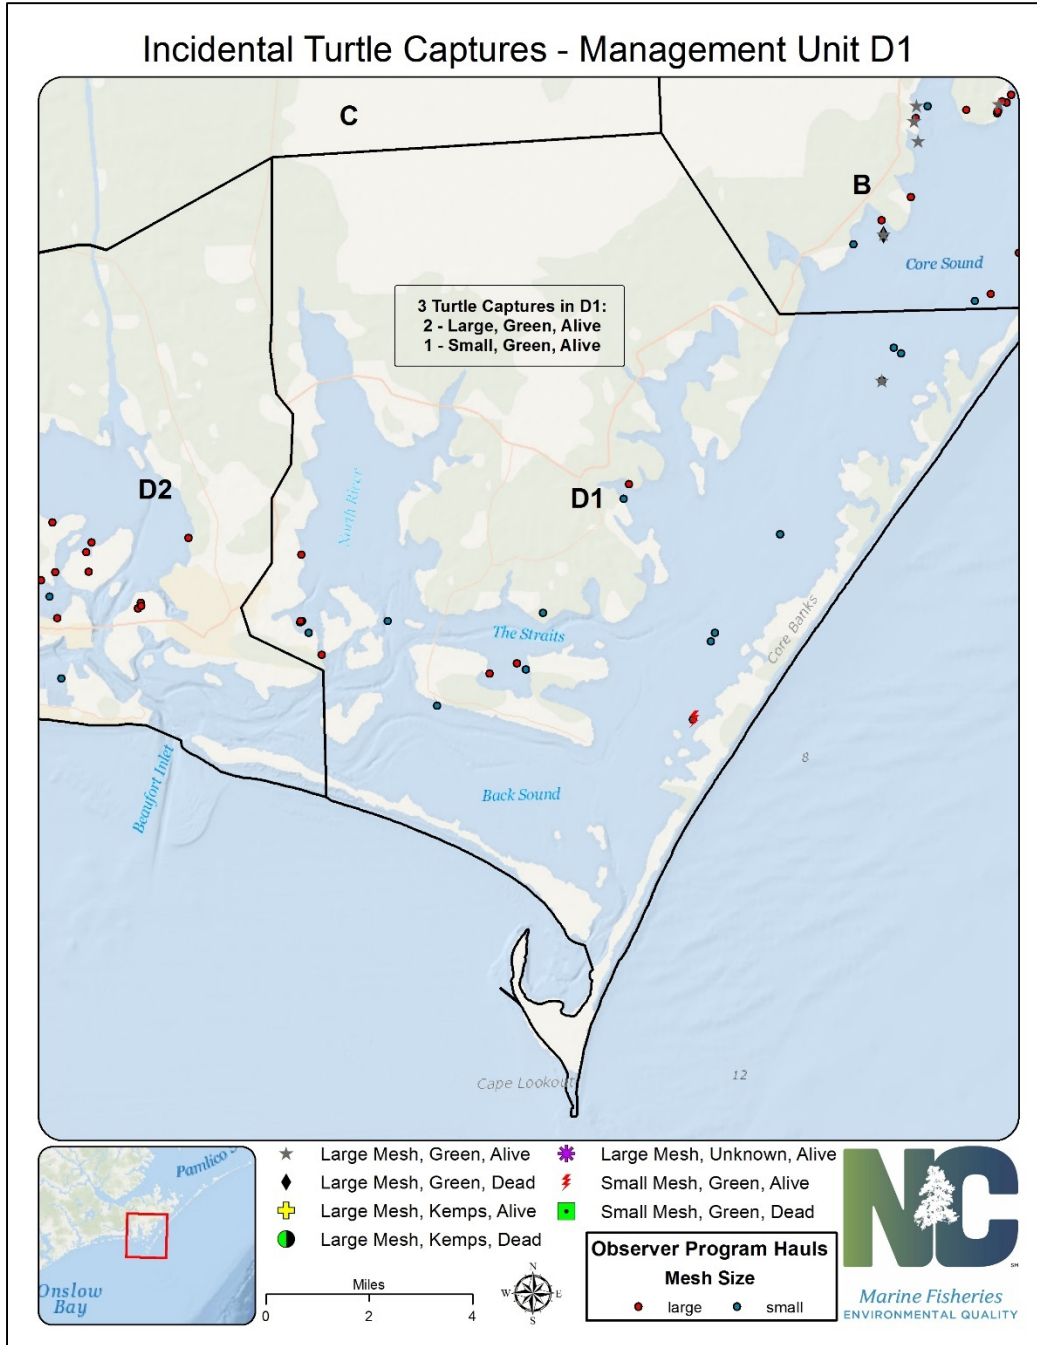 Incidental Turtle Captures - Management Unit D1
C
B
Core Sound
3 Turtle Captures in D1:
2 - Large, Green, Alive
1 - Small, Green, Alive
D2
North River
D1
The Straits
Core Banks
8
Beaufort Inlet
Back Sound
Cape Lookout
12
Pamlico S
Onslow
Bay
Large Mesh, Green, Alive
Large Mesh, Green, Dead
Large Mesh, Kemps, Alive
Large Mesh, Kemps, Dead
Large Mesh, Unknown, Alive
Small Mesh, Green, Alive
Small Mesh, Green, Dead
Miles
0 2 4
N
W E
S
Observer Program Hauls
Mesh Size
large small
NC
SM
Marine Fisheries
ENVIRONMENTAL QUALITY